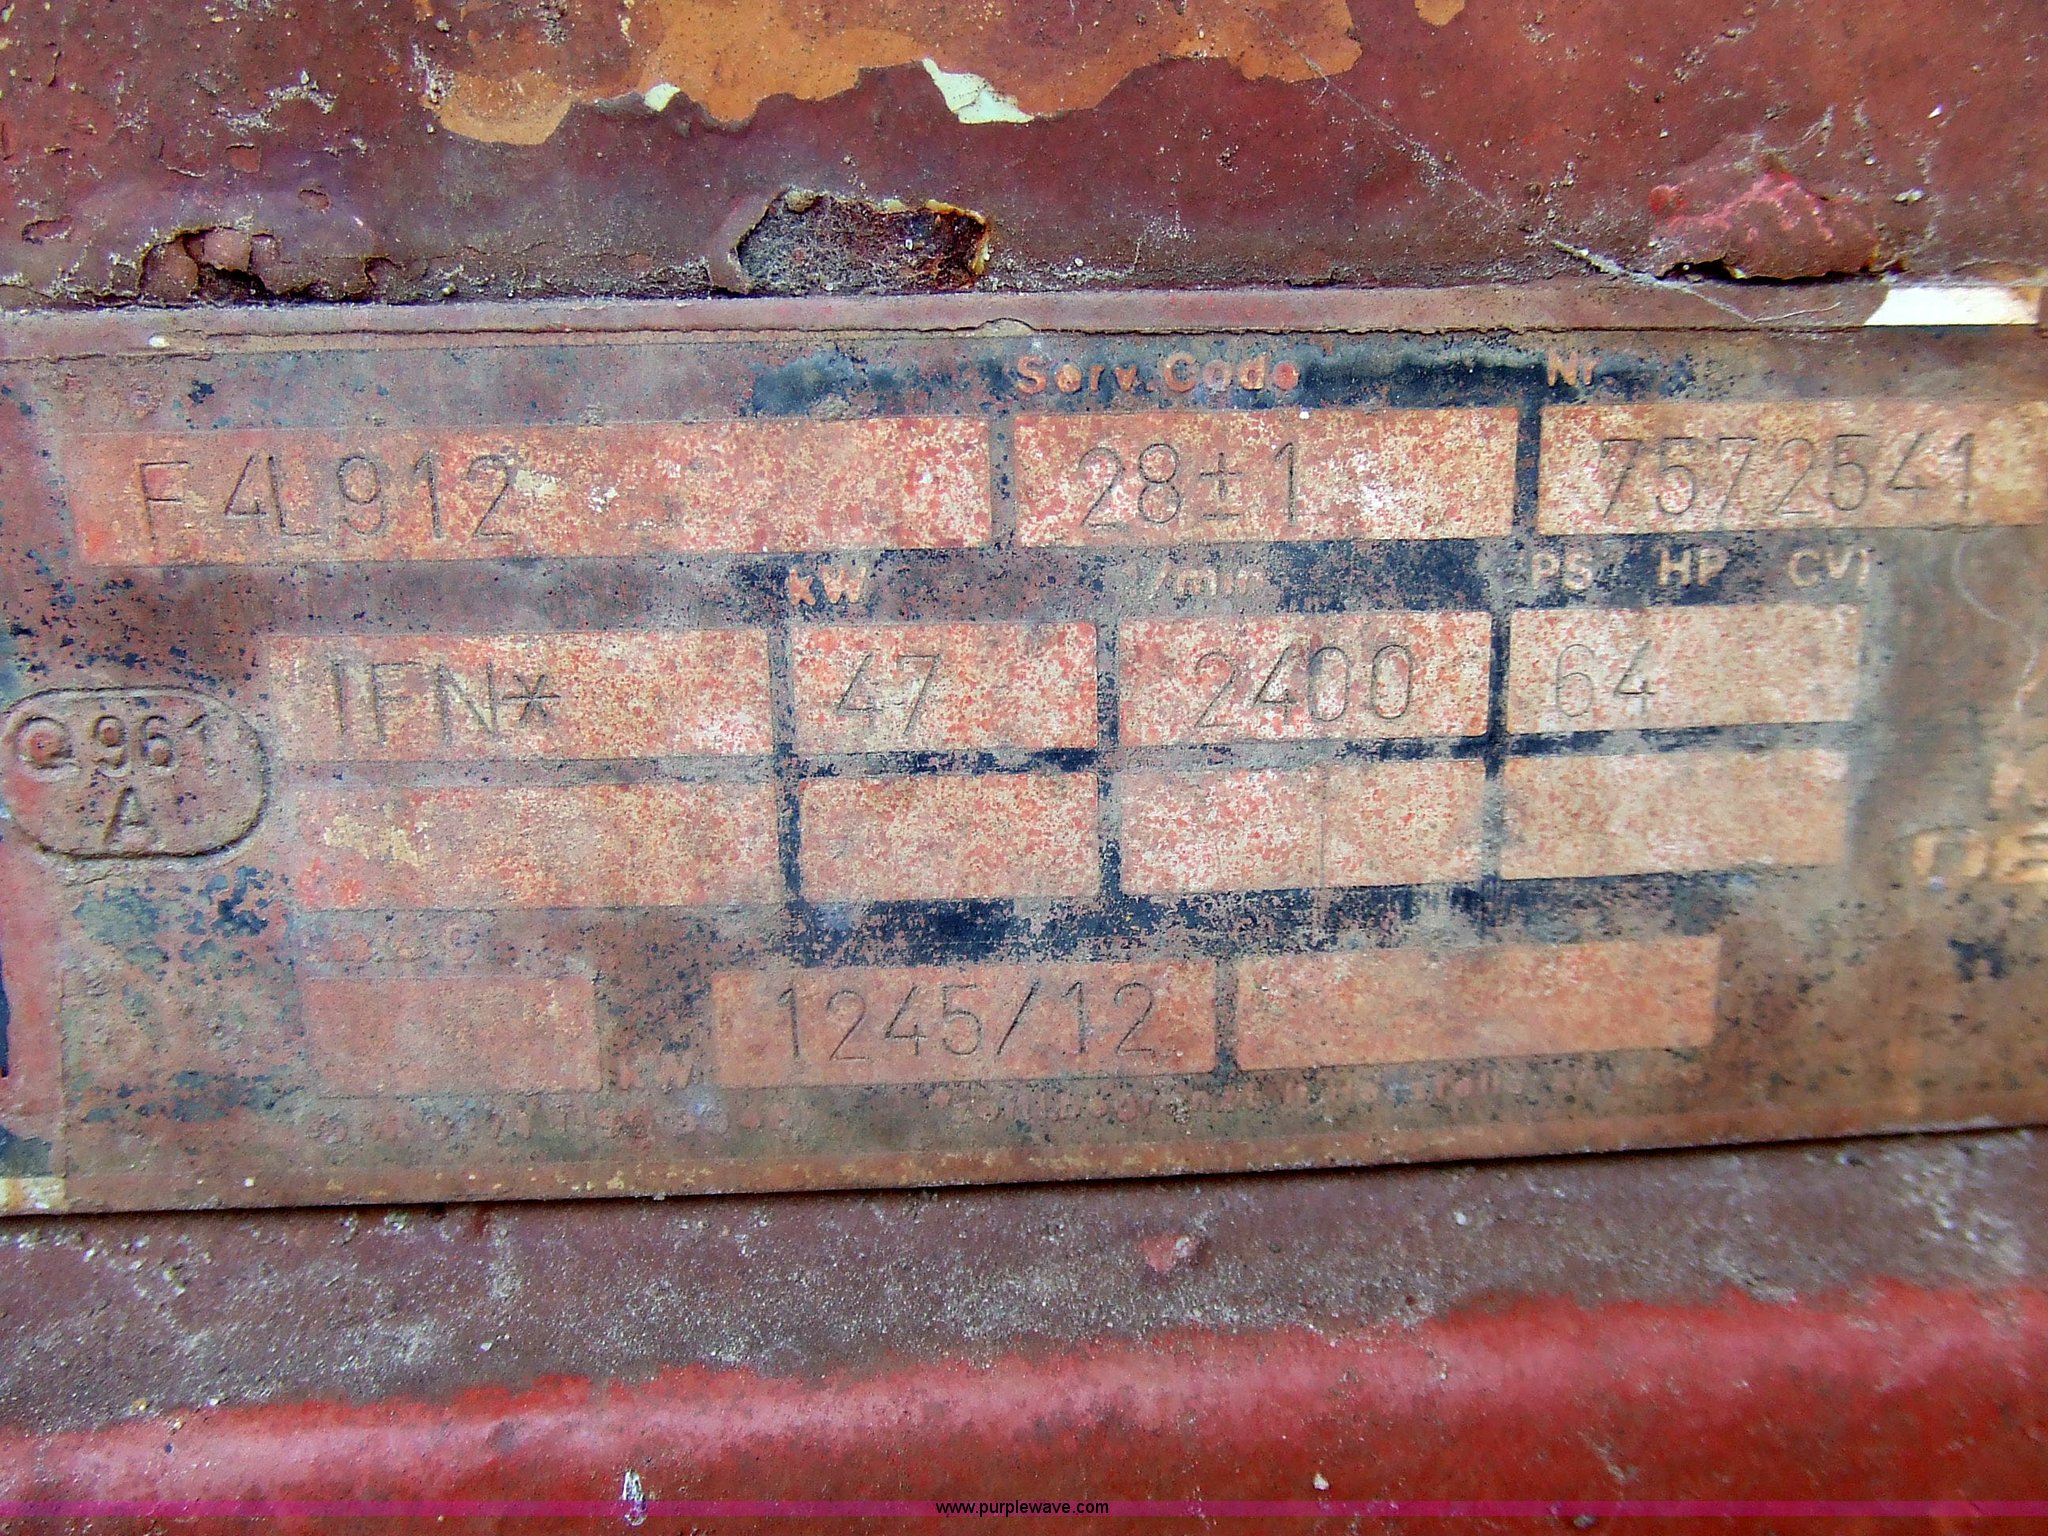 Serv. Code Nr.
F4L912 28±1 7572541
kW /min PS HP CV
IFN* 47 2400 64
Q 961
A
1245/12
kW
www.purplewave.com